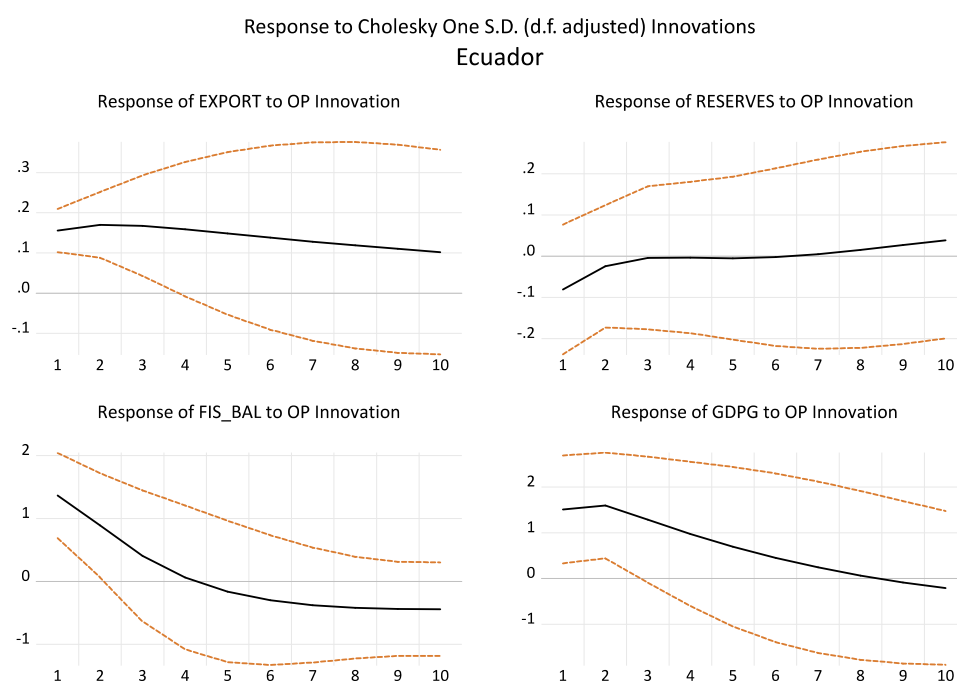 Response to Cholesky One S.D. (d.f. adjusted) Innovations
Ecuador
Response of EXPORT to OP Innovation
.3
.2
.1
.0
-.1
1 2 3 4 5 6 7 8 9 10
Response of RESERVES to OP Innovation
.2
.1
.0
-.1
-.2
1 2 3 4 5 6 7 8 9 10
Response of FIS_BAL to OP Innovation
2
1
0
-1
1 2 3 4 5 6 7 8 9 10
Response of GDPG to OP Innovation
2
1
0
-1
1 2 3 4 5 6 7 8 9 10